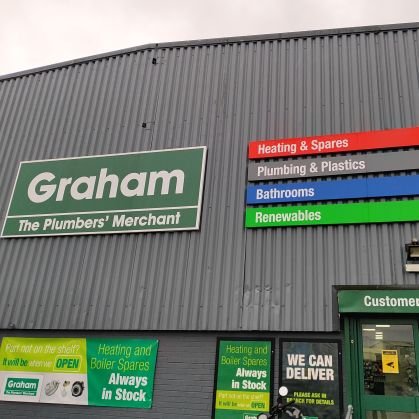 Graham
The Plumbers' Merchant
Heating & Spares
Plumbing & Plastics
Bathrooms
Renewables
Customer
Part not on the shelf?
It will be when we OPEN
Graham
Heating and
Boiler Spares
Always
in Stock
Heating and
Boiler Spares
Always
in Stock
Part not on the shelf?
It will be when we OPEN
WE CAN
DELIVER
PLEASE ASK IN
BRANCH FOR DETAILS